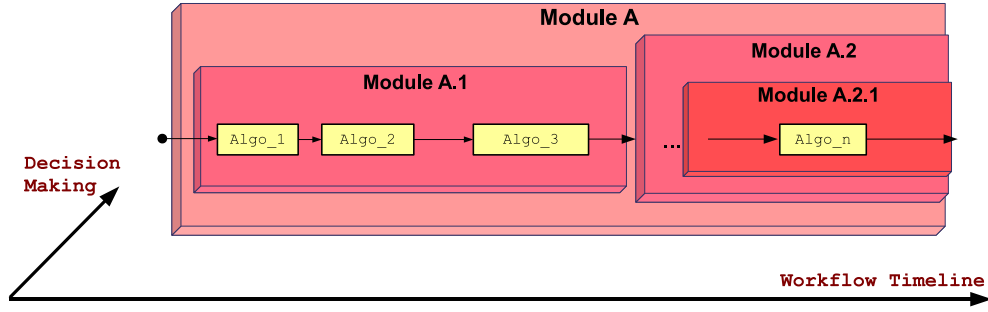 Module A
Module A.1
Module A.2
Module A.2.1
Algo_1
Algo_2
Algo_3
...
Algo_n
Decision
Making
Workflow Timeline